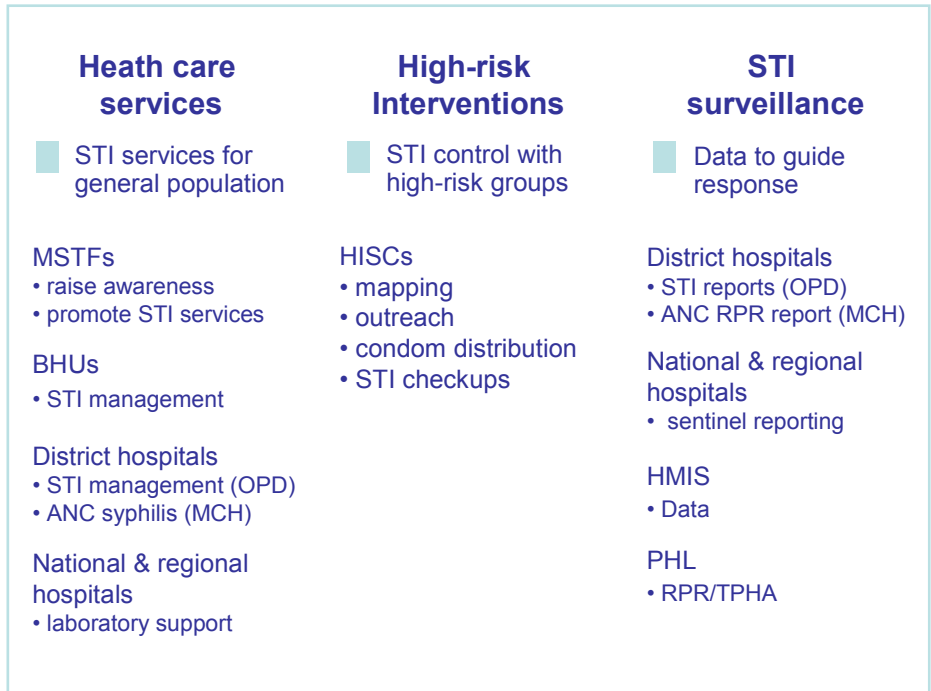 Heath care
services
STI services for
general population
MSTFs
• raise awareness
• promote STI services
BHUs
• STI management
District hospitals
• STI management (OPD)
• ANC syphilis (MCH)
National & regional
hospitals
• laboratory support
High-risk
Interventions
STI control with
high-risk groups
HISCs
• mapping
• outreach
• condom distribution
• STI checkups
STI
surveillance
Data to guide
response
District hospitals
• STI reports (OPD)
• ANC RPR report (MCH)
National & regional
hospitals
• sentinel reporting
HMIS
• Data
PHL
• RPR/TPHA